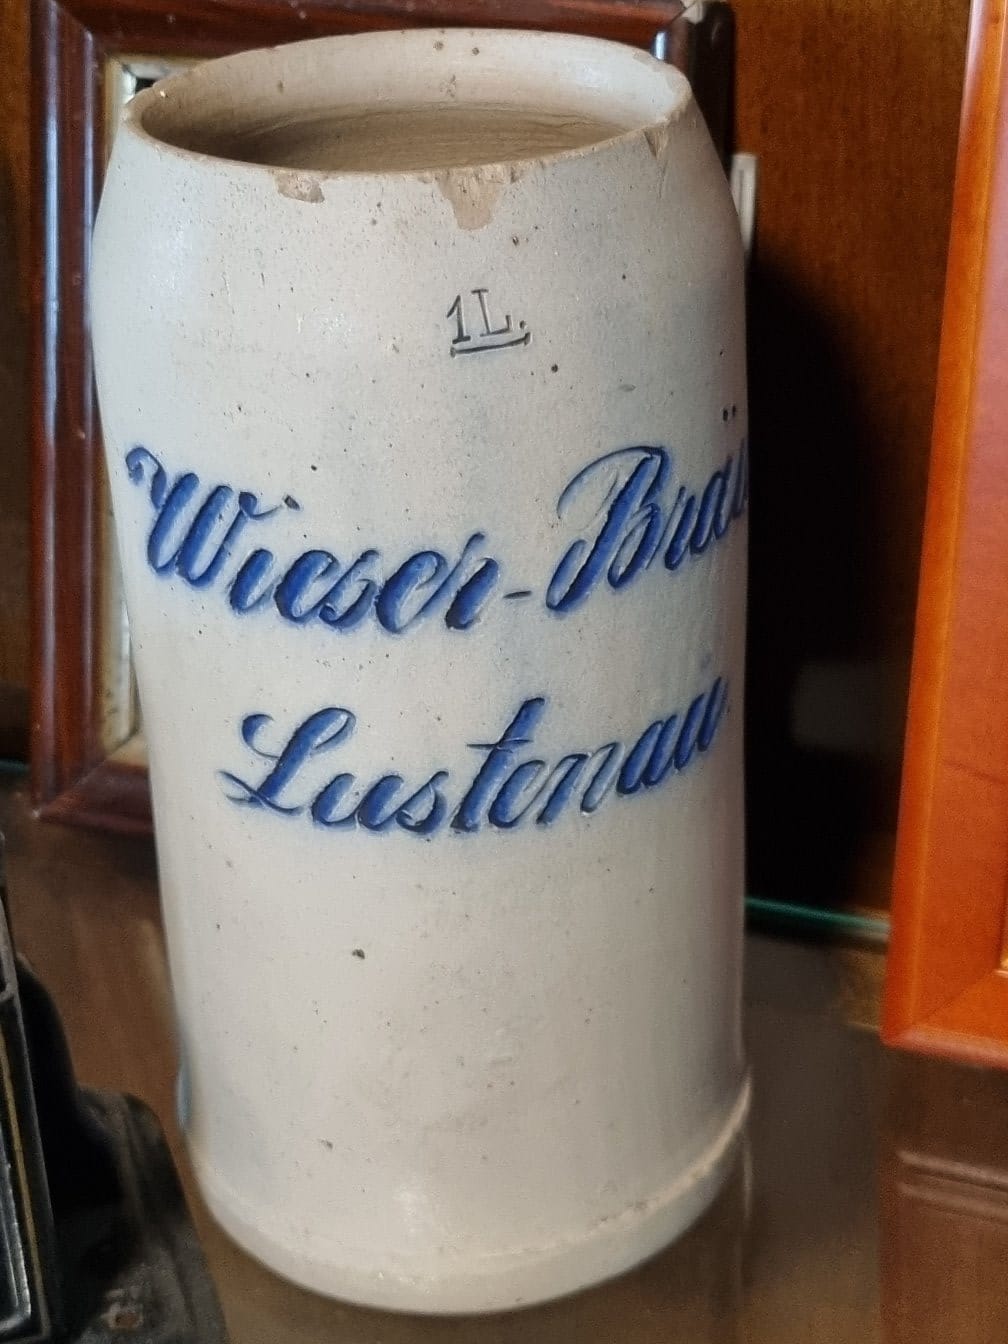 1L.
Wieser-Bräu
Lustenau.